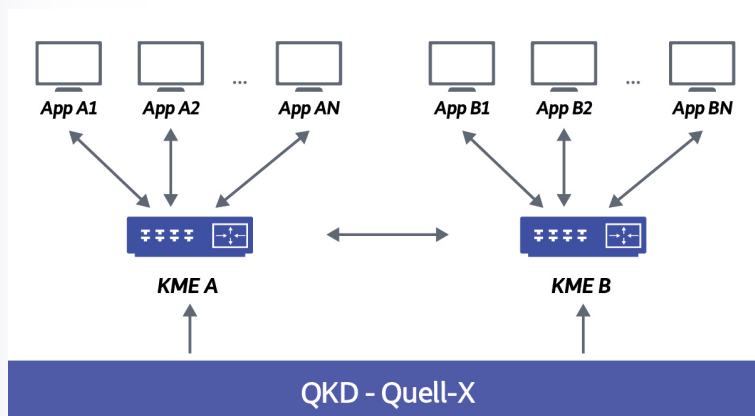 ... ...
App A1 App A2 App AN App B1 App B2 App BN
KME A KME B
QKD - Quell-X